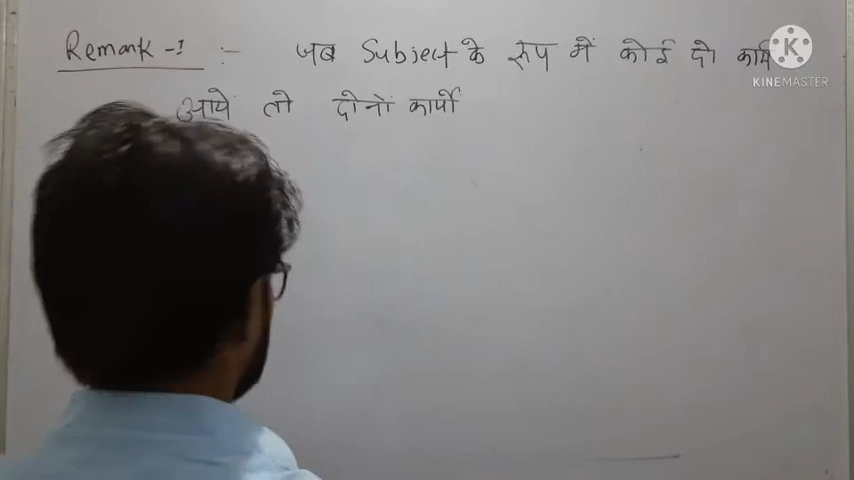 Remark - 1 :- जब Subject के रूप में कोई दो कार्य
आये तो दोनों कार्यो
K
KINEMASTER